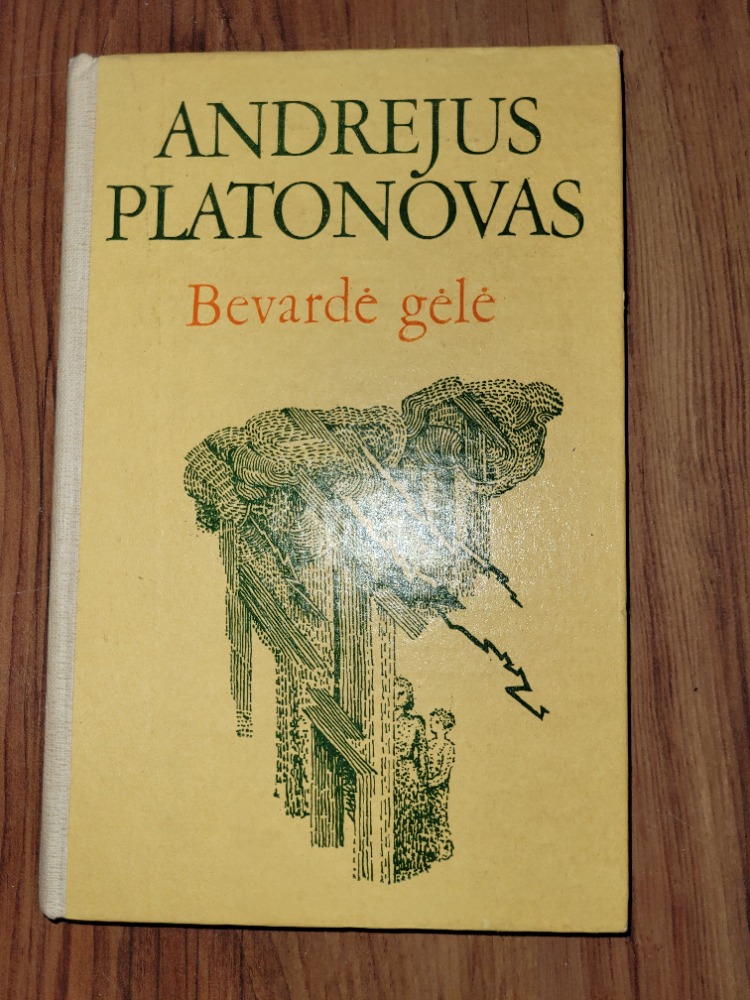 ANDREJUS
PLATONOVAS
Bevardė gėlė